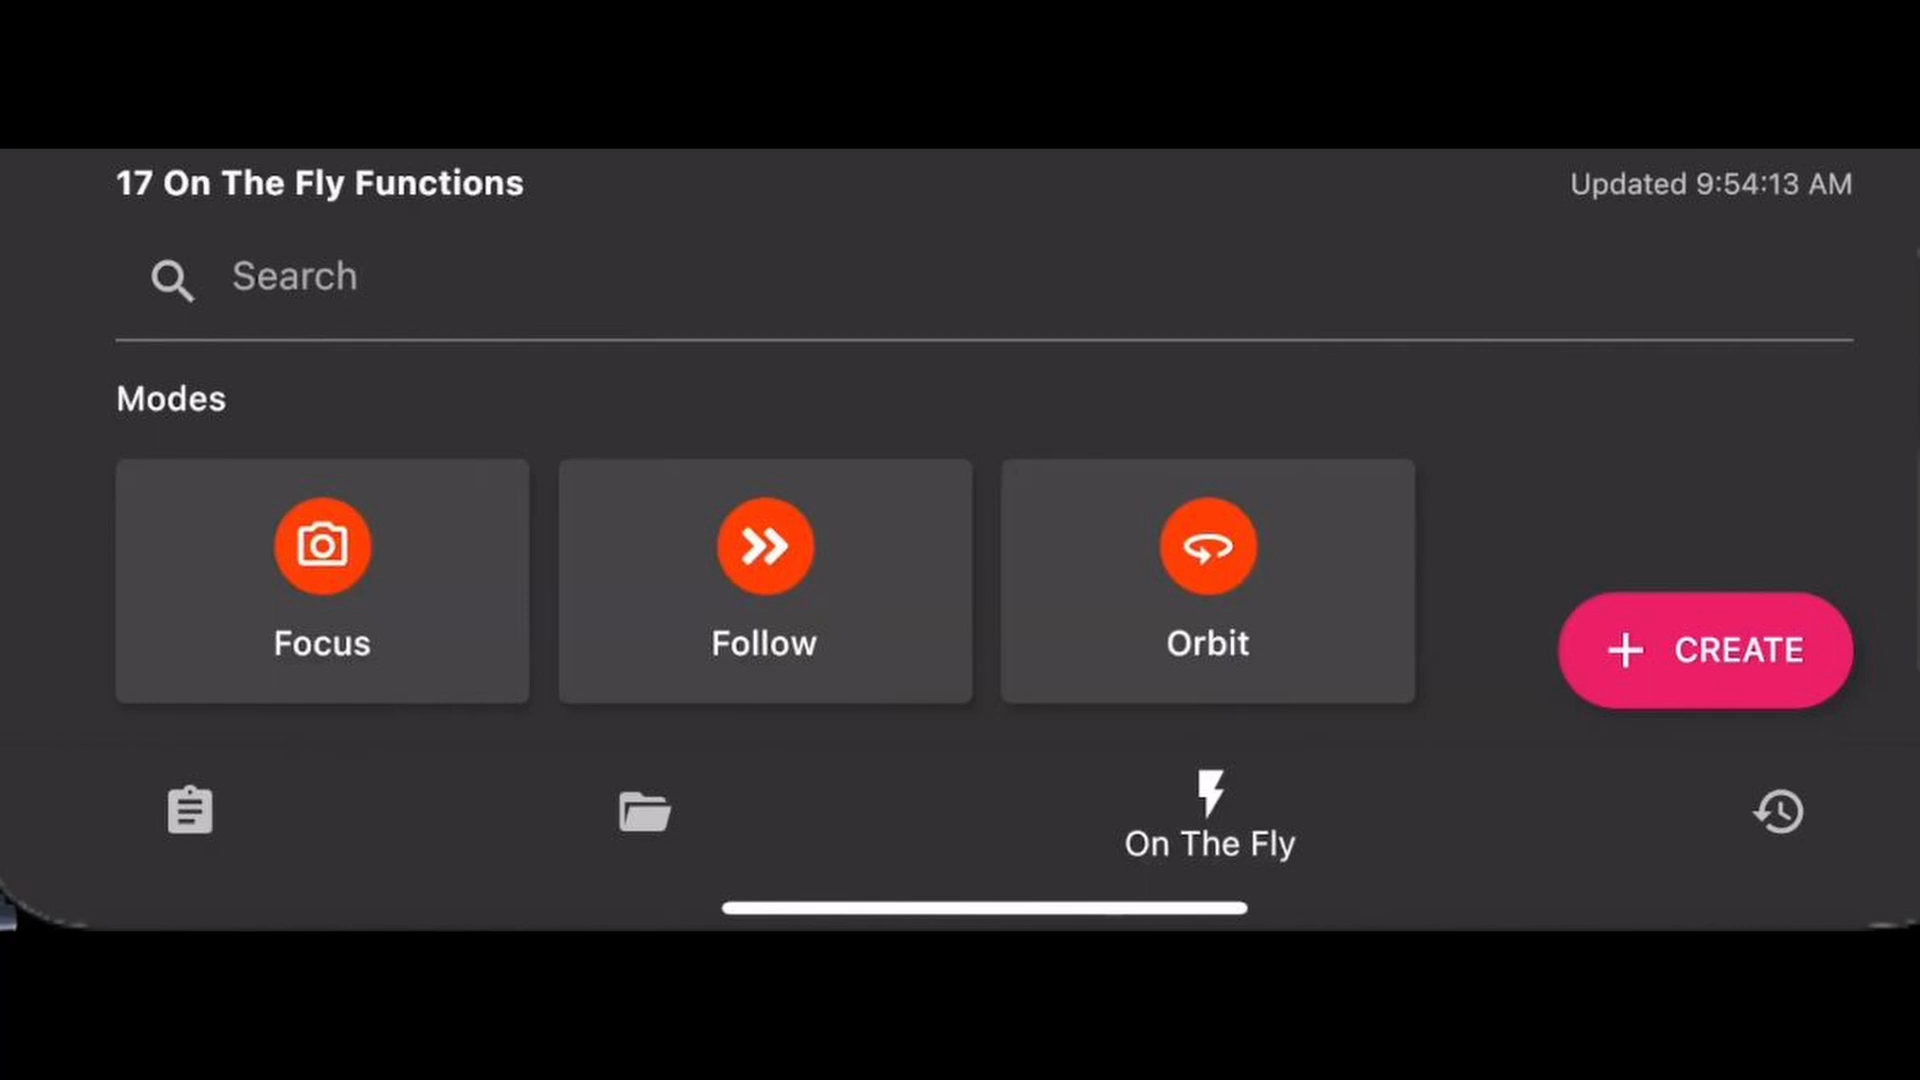 17 On The Fly Functions
Updated 9:54:13 AM
Search
Modes
Focus
Follow
Orbit
+ CREATE
On The Fly